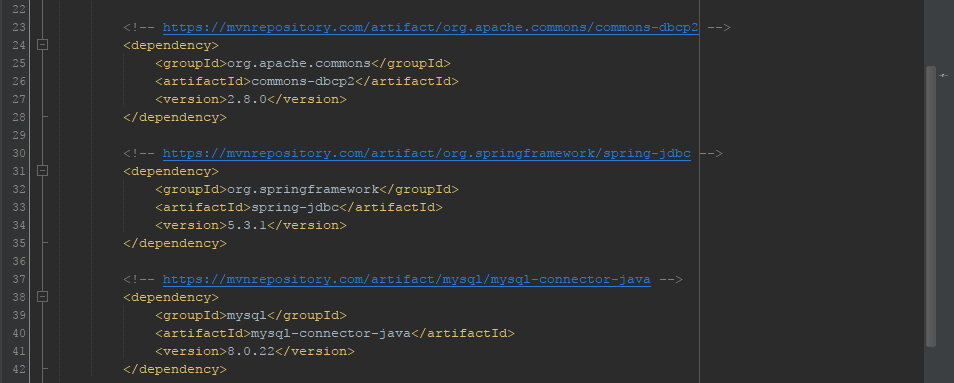 22
23 <!-- https://mvnrepository.com/artifact/org.apache.commons/commons-dbcp2 -->
24 <dependency>
25 <groupId>org.apache.commons</groupId>
26 <artifactId>commons-dbcp2</artifactId>
27 <version>2.8.0</version>
28 </dependency>
29
30 <!-- https://mvnrepository.com/artifact/org.springframework/spring-jdbc -->
31 <dependency>
32 <groupId>org.springframework</groupId>
33 <artifactId>spring-jdbc</artifactId>
34 <version>5.3.1</version>
35 </dependency>
36
37 <!-- https://mvnrepository.com/artifact/mysql/mysql-connector-java -->
38 <dependency>
39 <groupId>mysql</groupId>
40 <artifactId>mysql-connector-java</artifactId>
41 <version>8.0.22</version>
42 </dependency>